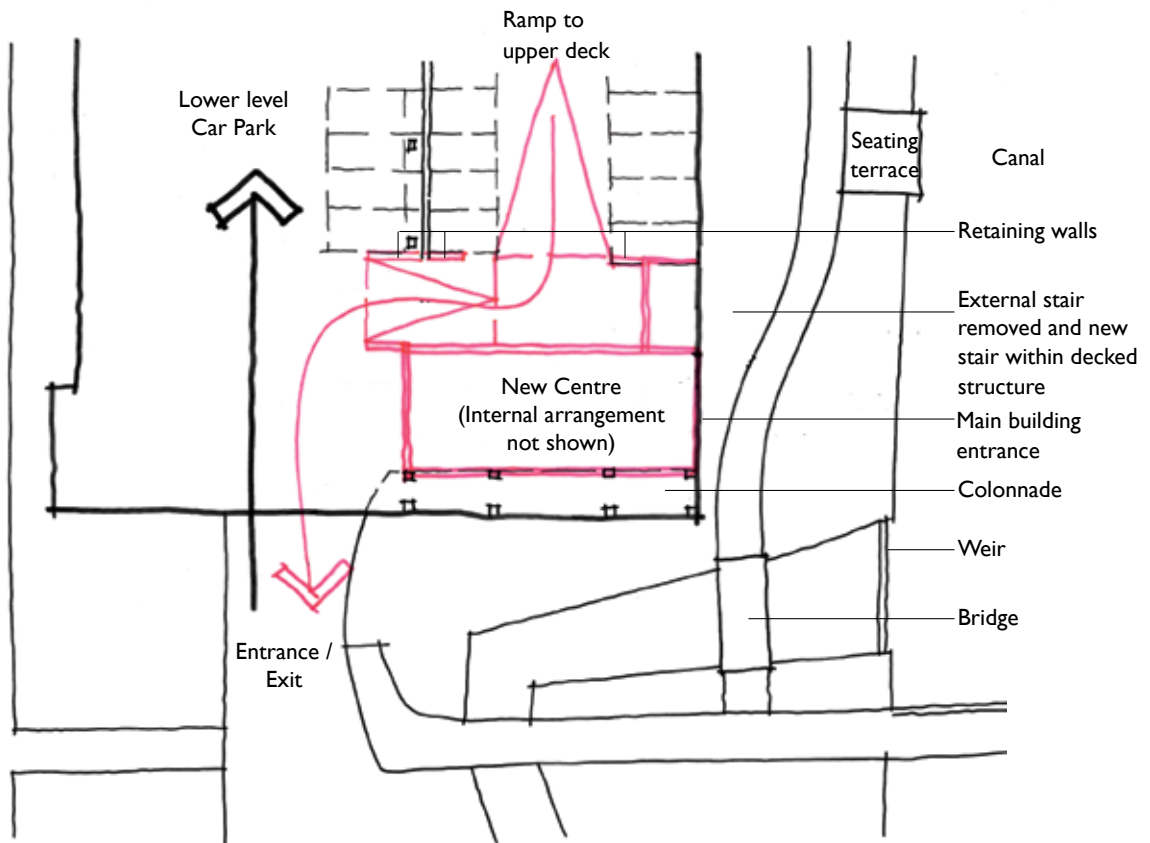 Ramp to
upper deck
Lower level
Car Park
Seating
terrace
Canal
Retaining walls
External stair
removed and new
stair within decked
structure
New Centre
(Internal arrangement
not shown)
Main building
entrance
Colonnade
Weir
Bridge
Entrance /
Exit